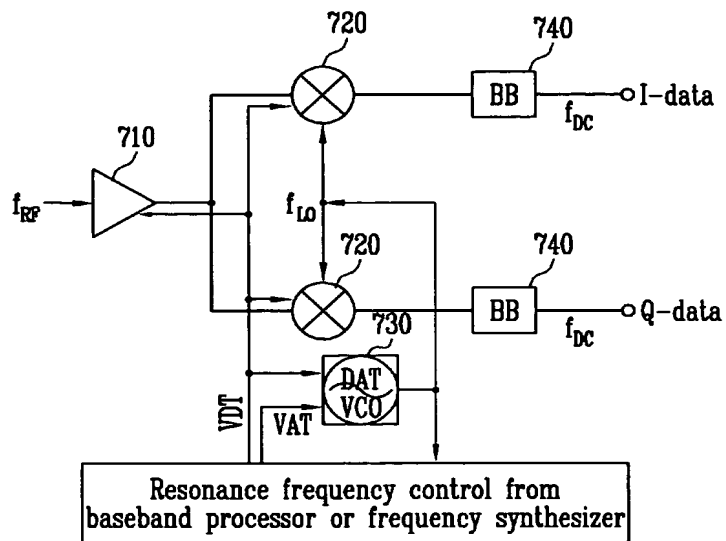 720
740
BB
I-data
f_DC
710
f_RF
f_LO
720
740
BB
Q-data
f_DC
730
DAT
VCO
VDT
VAT
Resonance frequency control from
baseband processor or frequency synthesizer